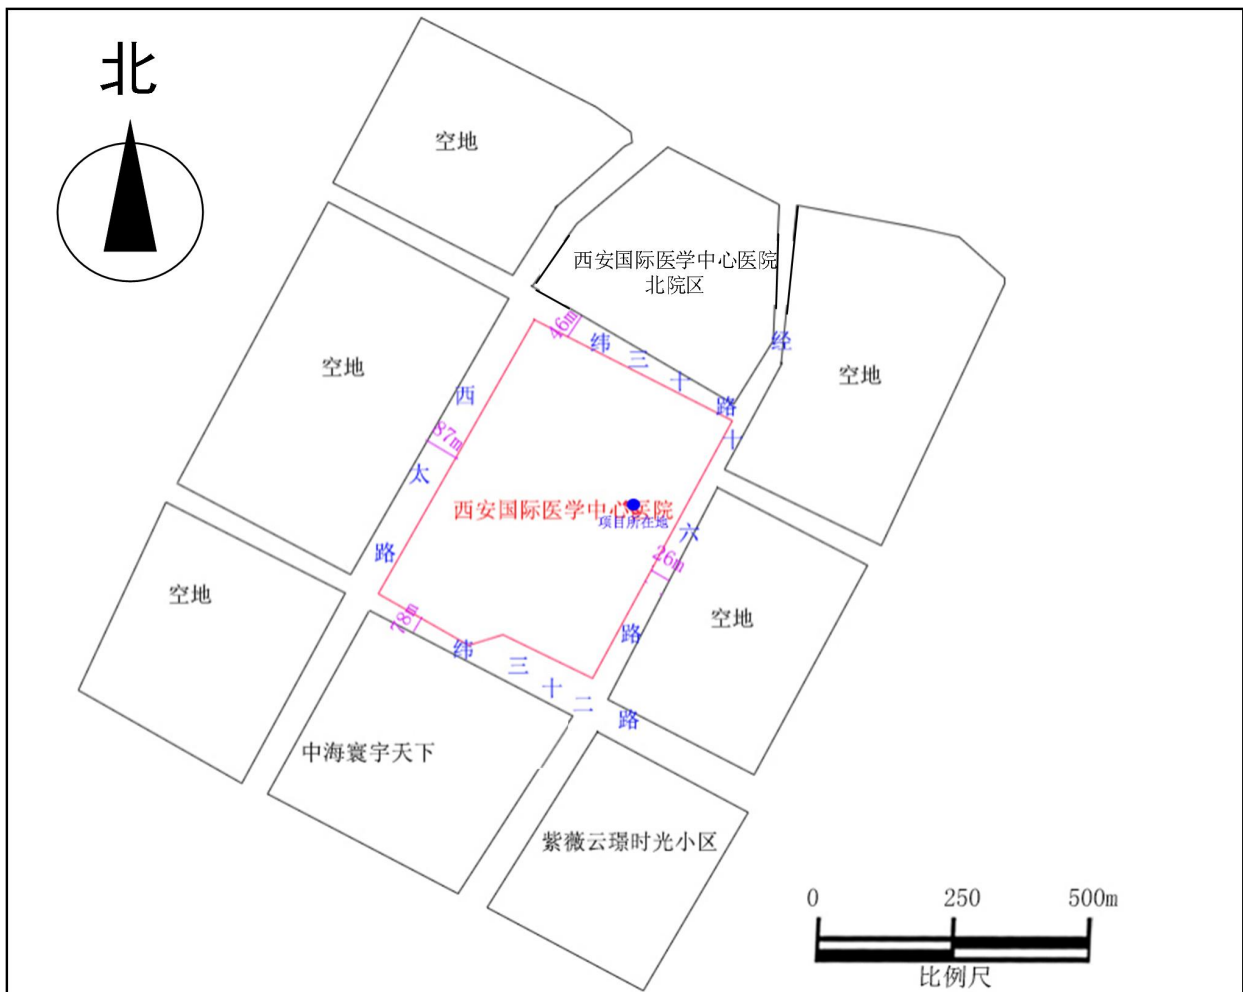 北
空地
西安国际医学中心医院
北院区
46m
纬三十路
经十六路
空地
空地
西太路
87m
西安国际医学中心医院
项目所在地
26m
空地
空地
78m
纬三十二路
中海寰宇天下
紫薇云璟时光小区
0 250 500m
比例尺